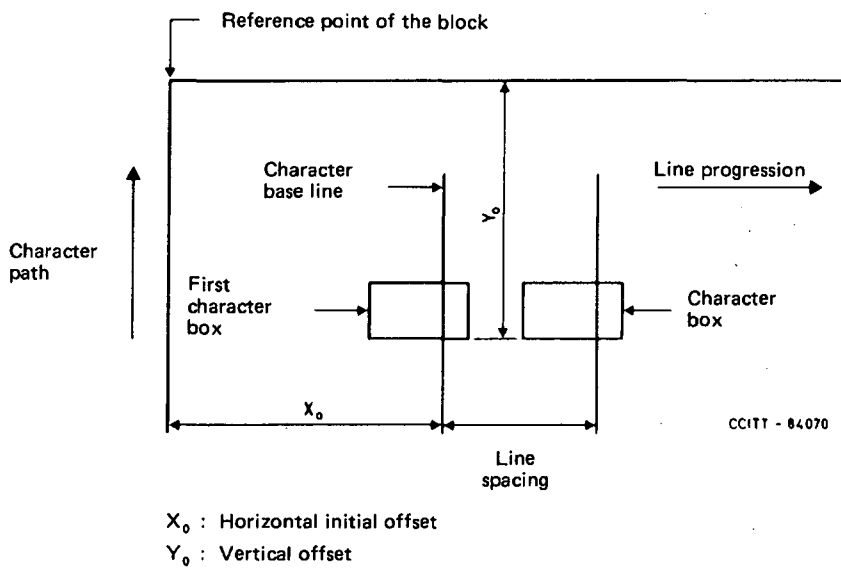 Reference point of the block
Character
base line
Line progression
Y₀
Character
path
First
character
box
Character
box
X₀
CCITT - 84070
Line
spacing
X₀ : Horizontal initial offset
Y₀ : Vertical offset